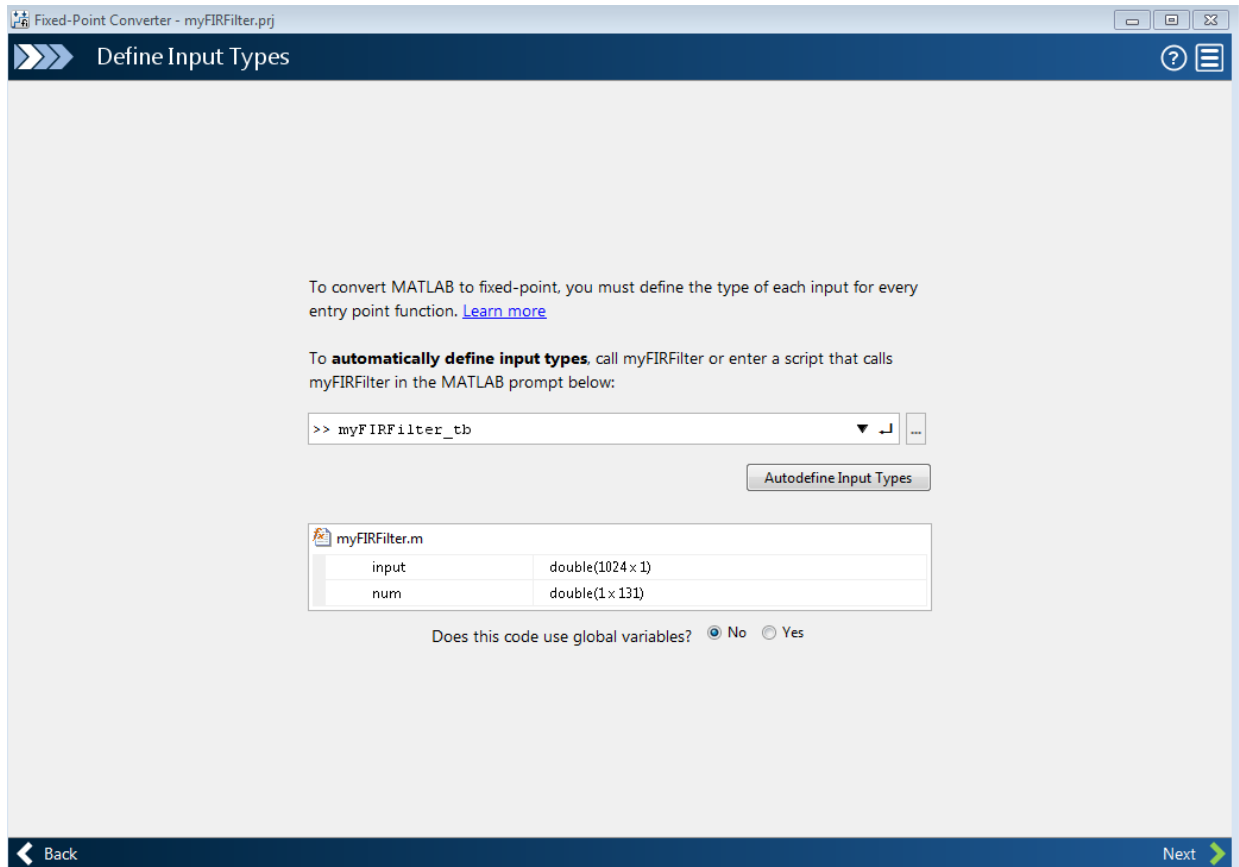 Fixed-Point Converter - myFIRFilter.prj
Define Input Types
To convert MATLAB to fixed-point, you must define the type of each input for every
entry point function. Learn more
To automatically define input types, call myFIRFilter or enter a script that calls
myFIRFilter in the MATLAB prompt below:
>> myFIRFilter_tb
...
Autodefine Input Types
myFIRFilter.m
input double(1024 x 1)
num double(1 x 131)
Does this code use global variables? No Yes
Back Next